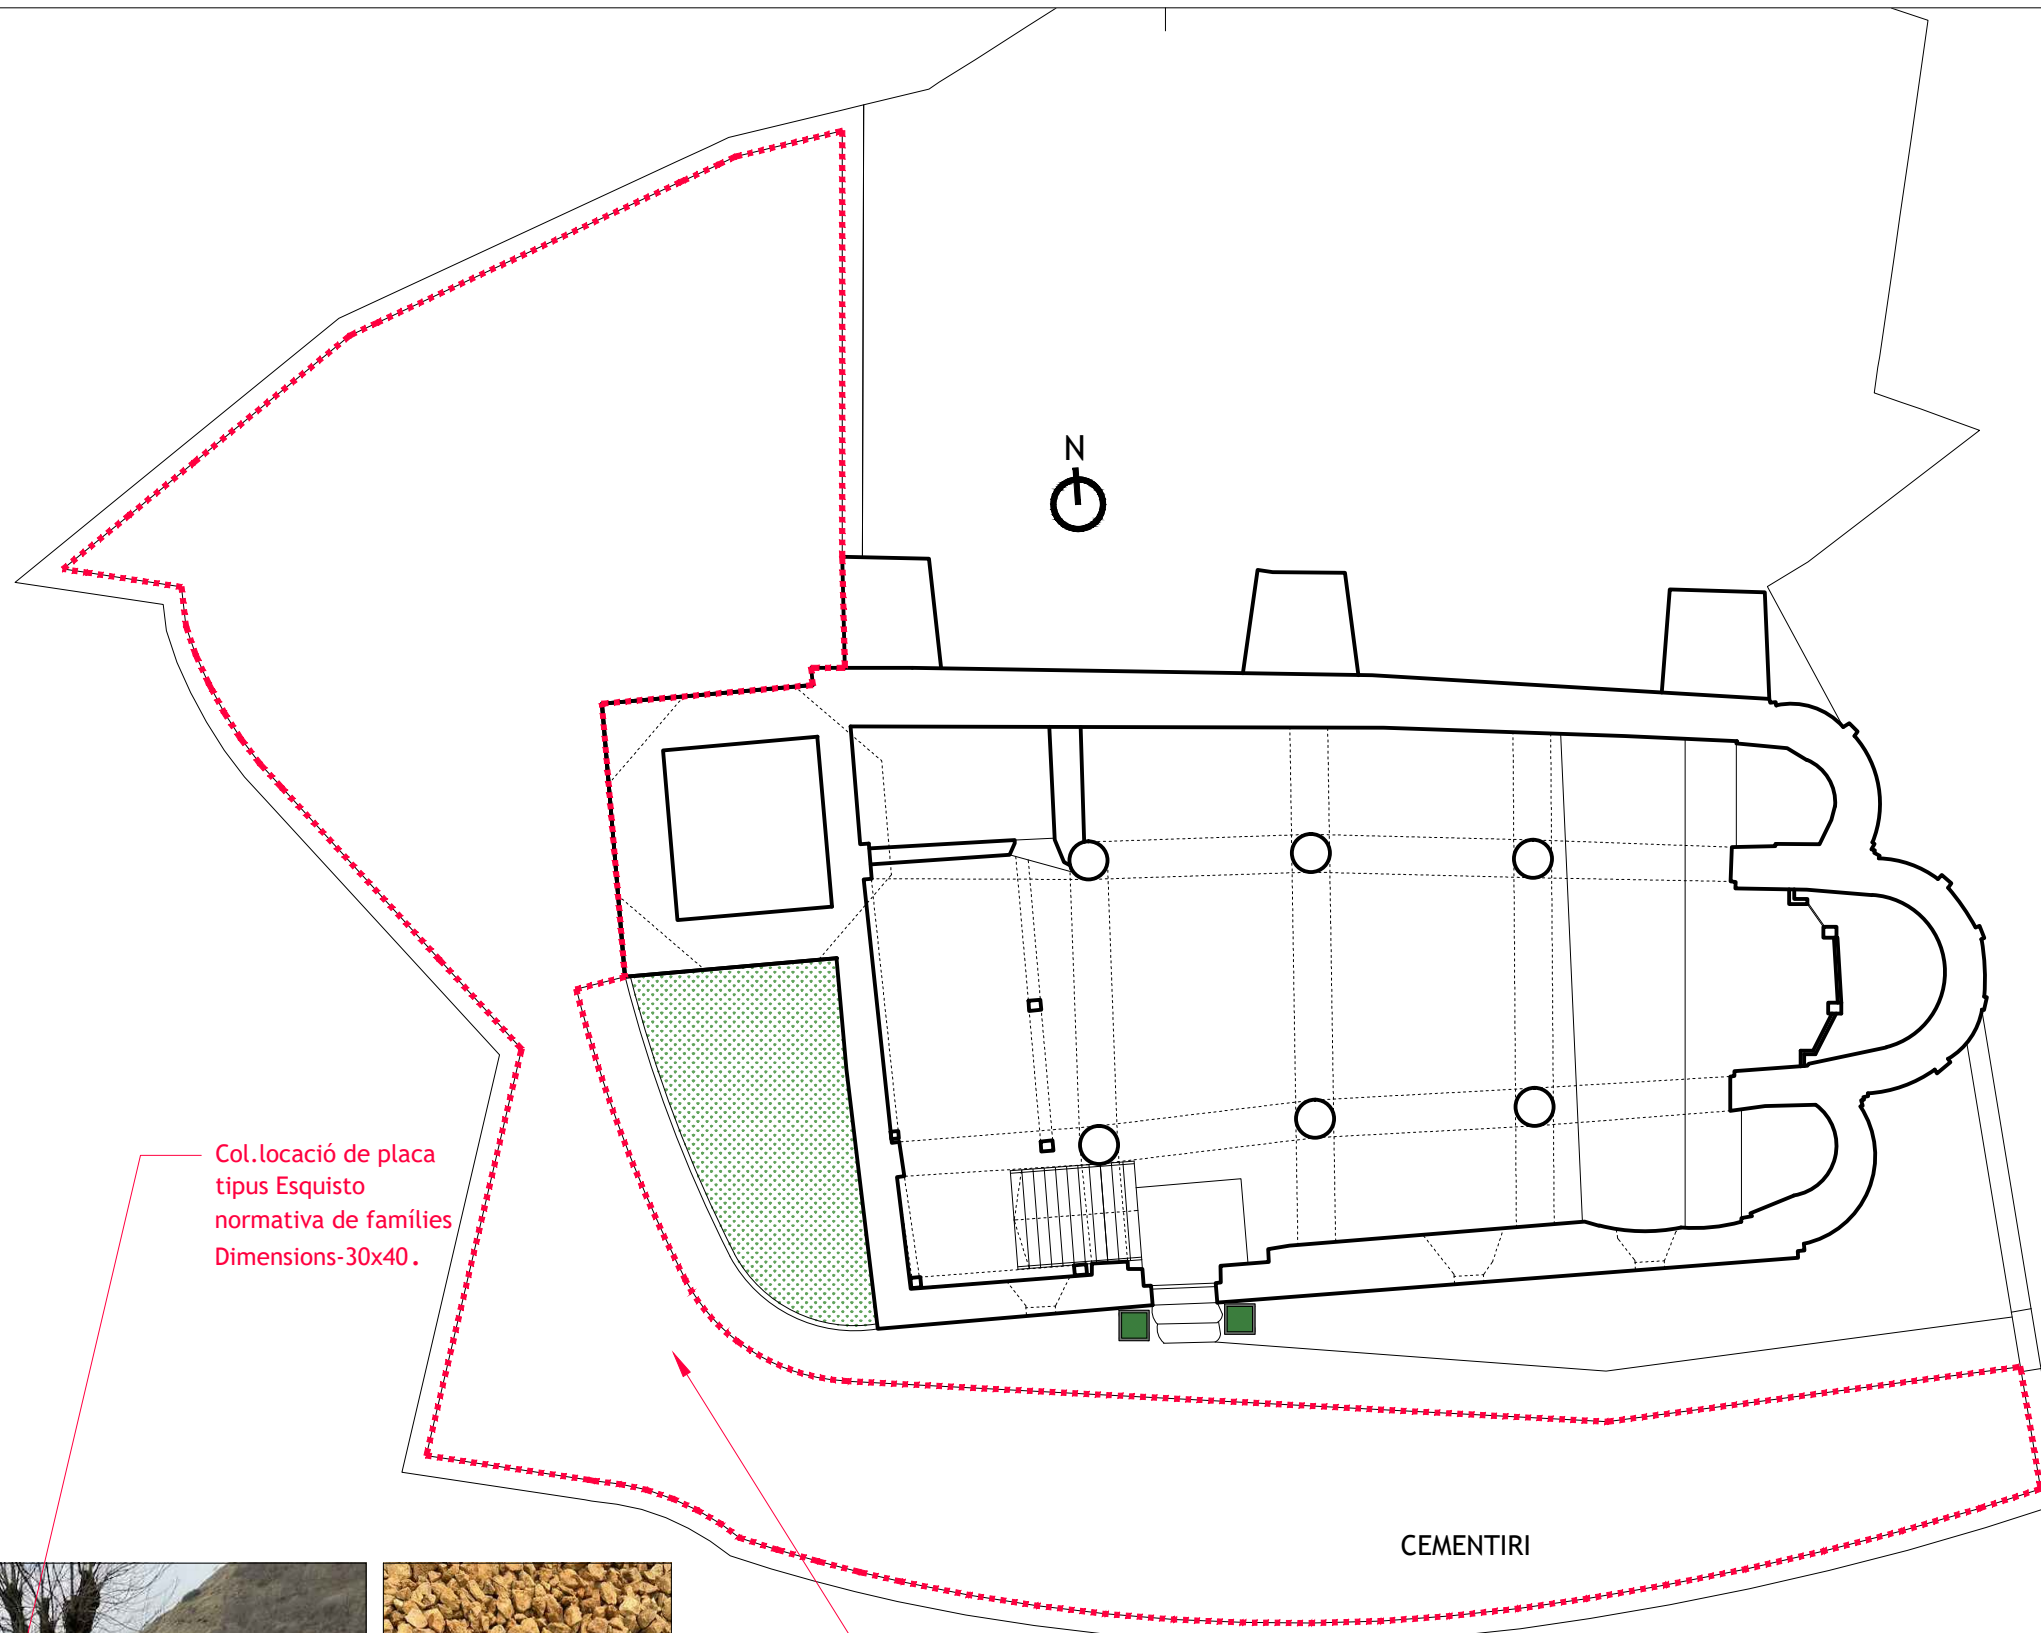 N
Col.locació de placa
tipus Esquisto
normativa de famílies
Dimensions-30x40.
CEMENTIRI